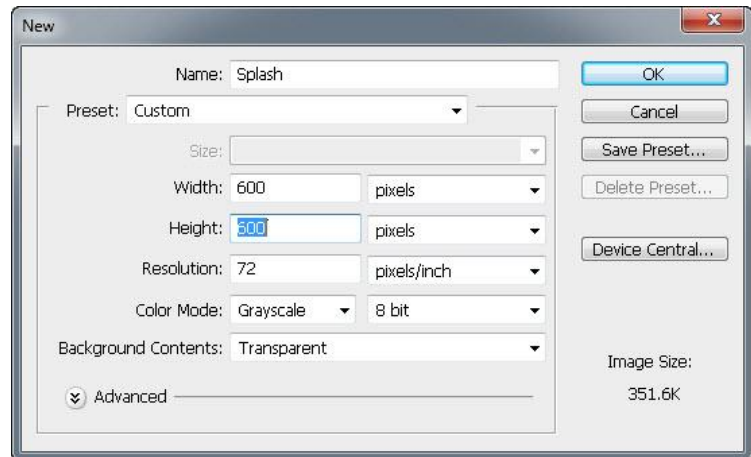 New
Name: Splash
OK
Preset: Custom
Cancel
Size:
Save Preset...
Width: 600 pixels
Delete Preset...
Height: 600 pixels
Device Central...
Resolution: 72 pixels/inch
Color Mode: Grayscale 8 bit
Background Contents: Transparent
Image Size:
Advanced
351.6K